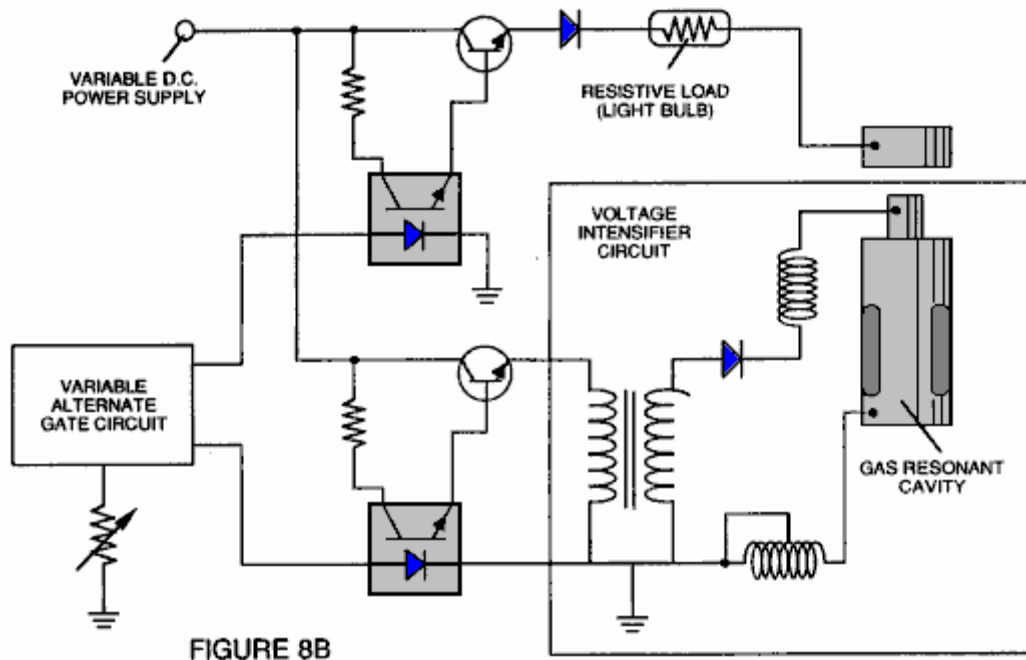 VARIABLE D.C.
POWER SUPPLY
RESISTIVE LOAD
(LIGHT BULB)
VOLTAGE
INTENSIFIER
CIRCUIT
VARIABLE
ALTERNATE
GATE CIRCUIT
GAS RESONANT
CAVITY
FIGURE 8B